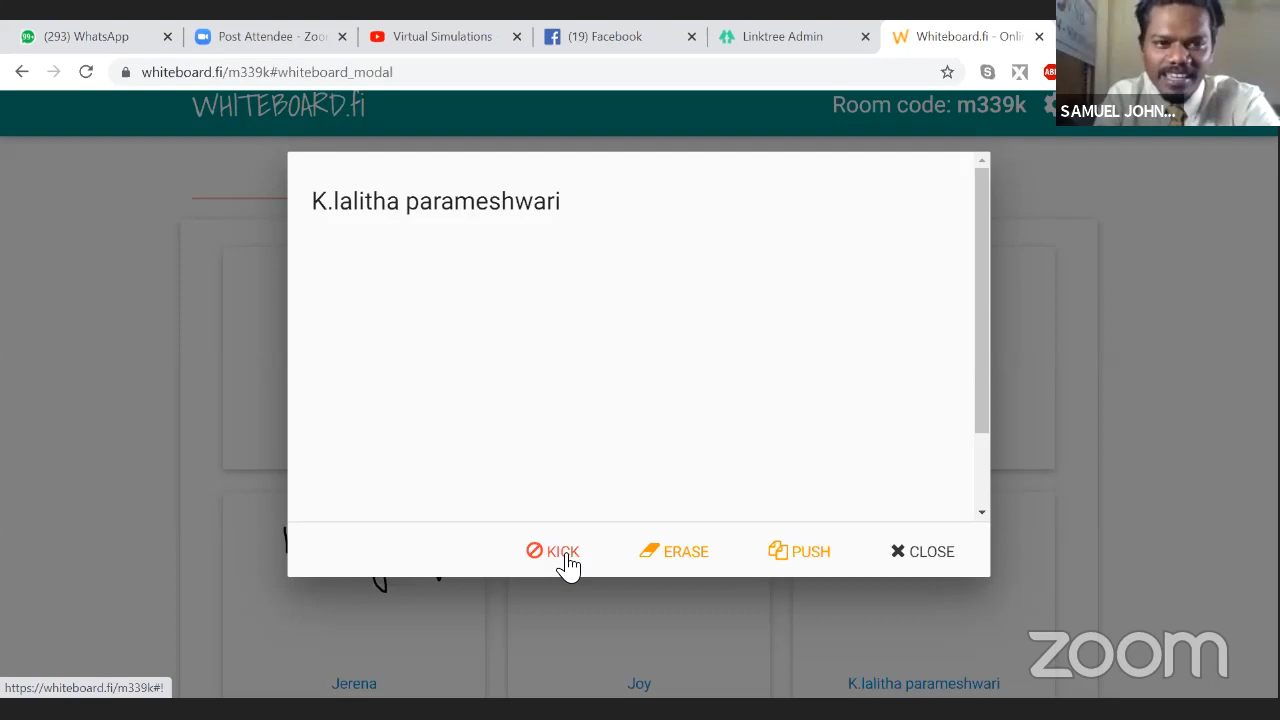 (293) WhatsApp
Post Attendee - Zoo
Virtual Simulations
(19) Facebook
Linktree Admin
Whiteboard.fi - Onli
whiteboard.fi/m339k#whiteboard_modal
WHITEBOARD.fi
Room code: m339k
SAMUEL JOHN...
K.lalitha parameshwari
KICK
ERASE
PUSH
CLOSE
Jerena
Joy
K.lalitha parameshwari
https://whiteboard.fi/m339k#!
zoom